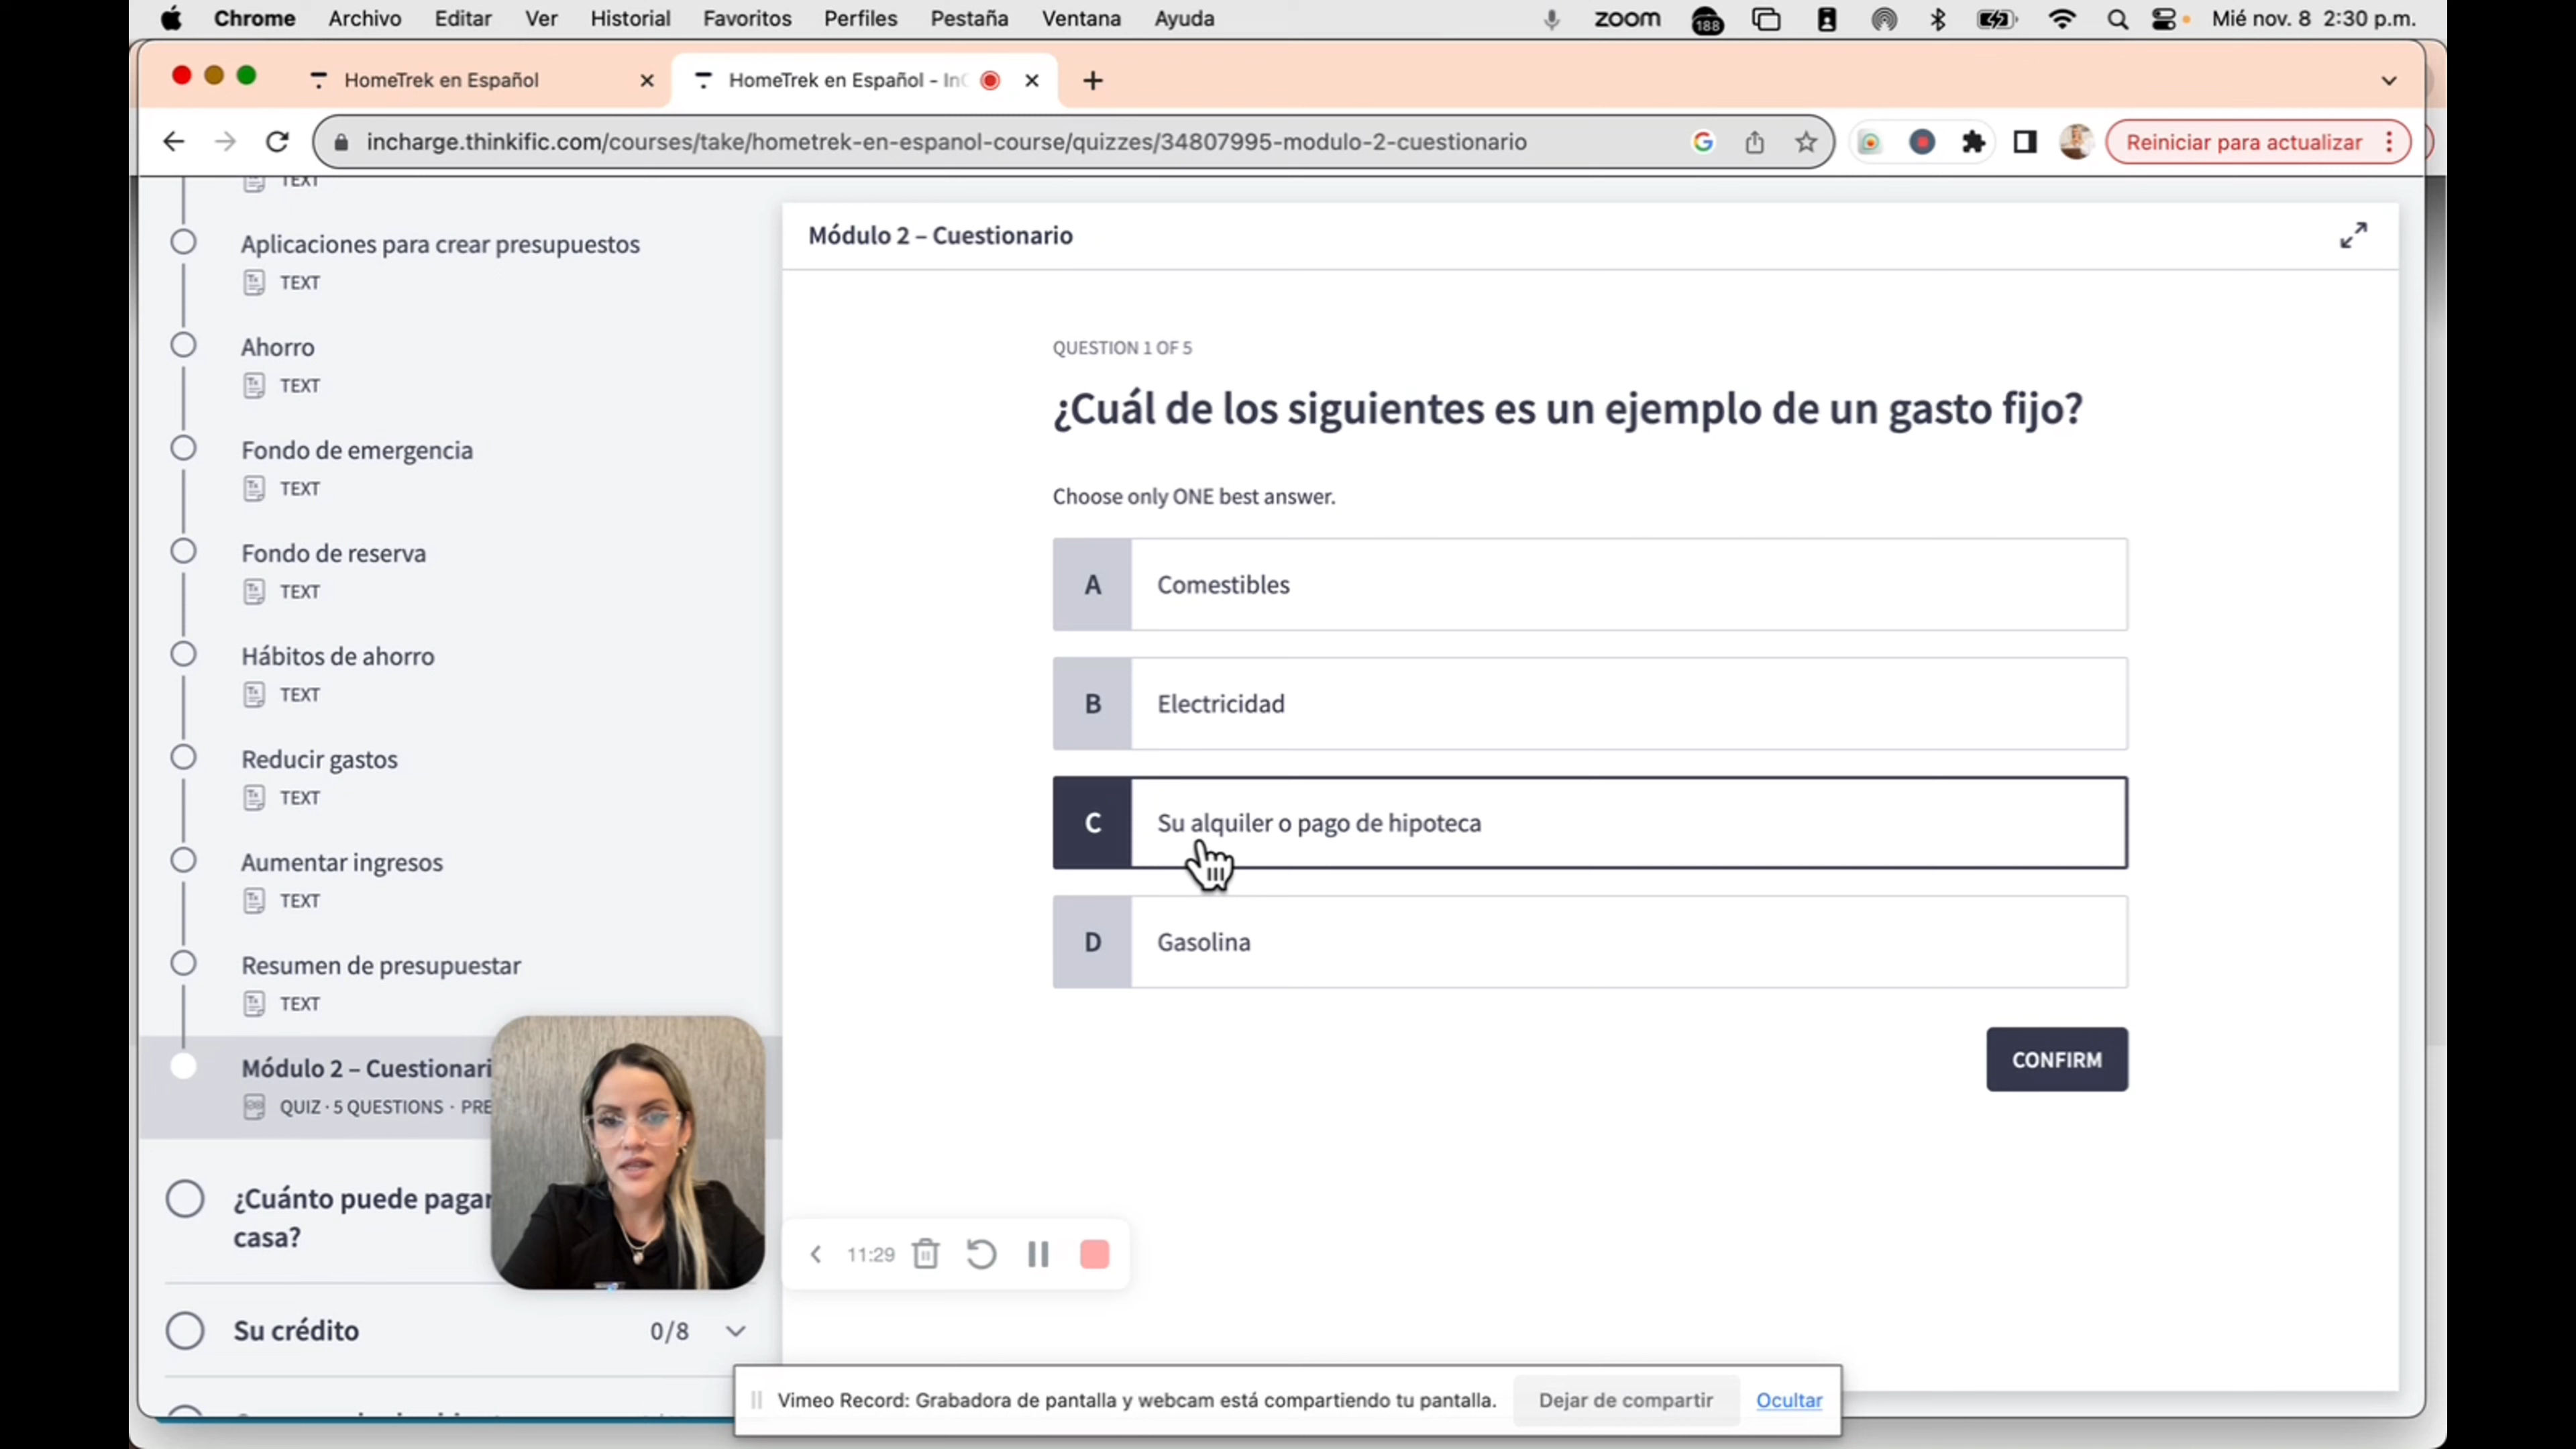 Chrome Archivo Editar Ver Historial Favoritos Perfiles Pestaña Ventana Ayuda
zoom 188 Mié nov. 8 2:30 p.m.
HomeTrek en Español
HomeTrek en Español - In
incharge.thinkific.com/courses/take/hometrek-en-espanol-course/quizzes/34807995-modulo-2-cuestionario
Reiniciar para actualizar
TEXT
Aplicaciones para crear presupuestos
TEXT
Ahorro
TEXT
Fondo de emergencia
TEXT
Fondo de reserva
TEXT
Hábitos de ahorro
TEXT
Reducir gastos
TEXT
Aumentar ingresos
TEXT
Resumen de presupuestar
TEXT
Módulo 2 – Cuestionari
QUIZ · 5 QUESTIONS · PRE
¿Cuánto puede pagar
casa?
Su crédito 0/8
Módulo 2 – Cuestionario
QUESTION 1 OF 5
¿Cuál de los siguientes es un ejemplo de un gasto fijo?
Choose only ONE best answer.
A Comestibles
B Electricidad
C Su alquiler o pago de hipoteca
D Gasolina
CONFIRM
11:29
Vimeo Record: Grabadora de pantalla y webcam está compartiendo tu pantalla. Dejar de compartir Ocultar